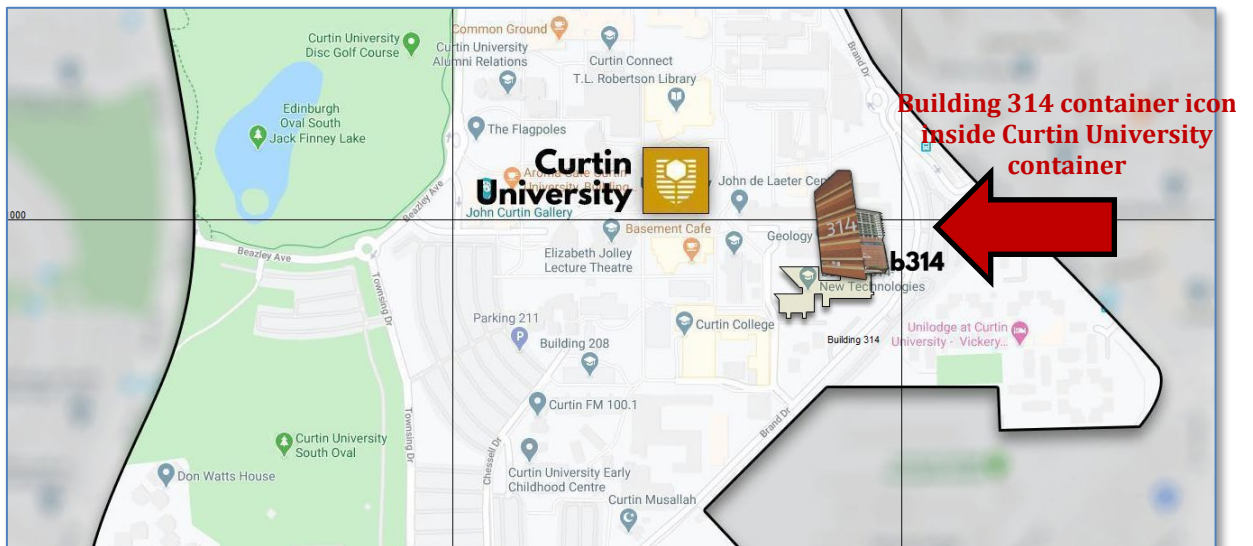 Curtin University
Disc Golf Course
Common Ground
Curtin University
Alumni Relations
Curtin Connect
T.L. Robertson Library
Brand Dr
Building 314 container icon
inside Curtin University
container
Edinburgh
Oval South
Jack Finney Lake
The Flagpoles
Curtin
University
John de Laeter Cen
Beazley Ave
John Curtin Gallery
000
Basement Cafe
314
Geology
Elizabeth Jolley
Lecture Theatre
b314
New Technologies
Beazley Ave
Townsing Dr
Parking 211
Building 208
Curtin College
Building 314
Unilodge at Curtin
University - Vickery...
Curtin FM 100.1
Brand Dr
Townsing Dr
Chessell Dr
Curtin University
South Oval
Don Watts House
Curtin University Early
Childhood Centre
Curtin Musallah